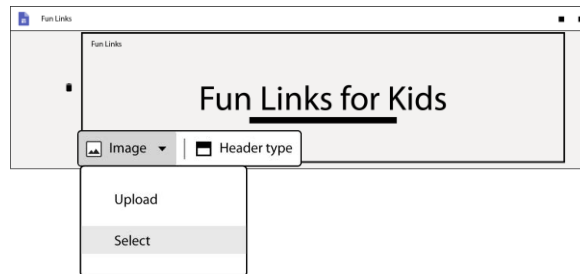 Fun Links
Fun Links
Fun Links for Kids
Image Header type
Upload
Select